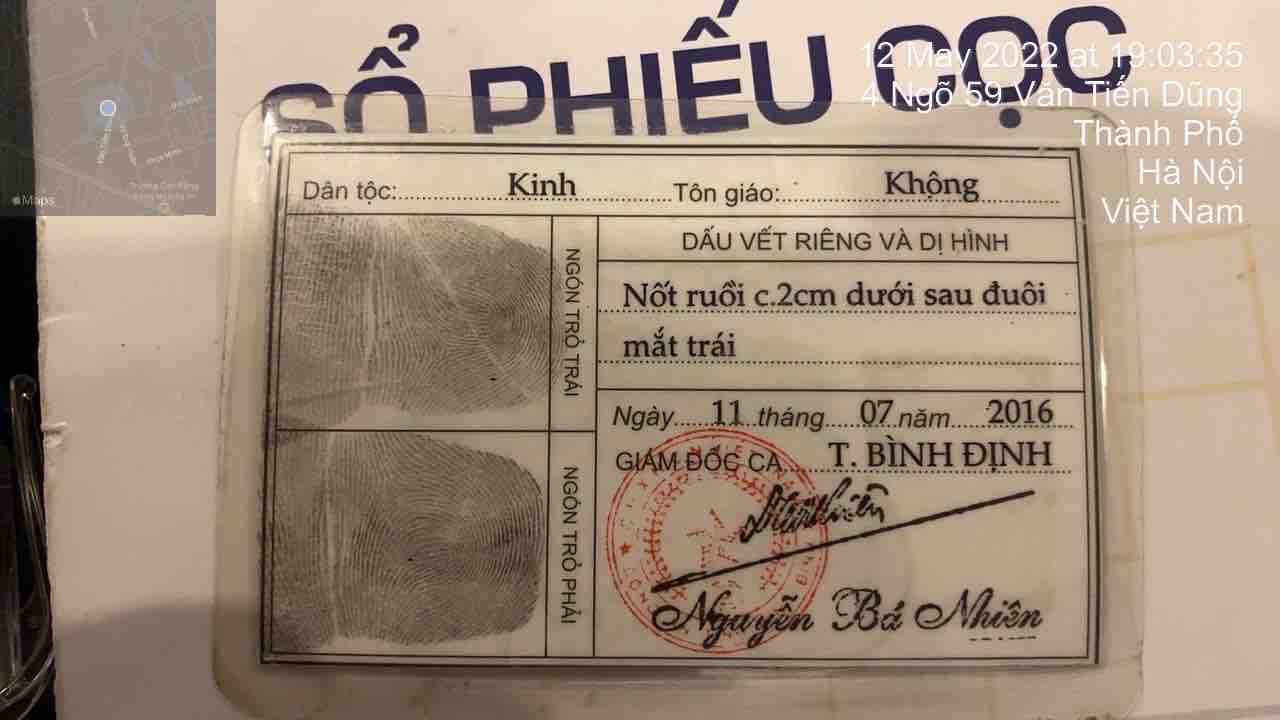 SỔ PHIẾU CỌC
12 May 2022 at 19:03:35
4 Ngõ 59 Văn Tiến Dũng
Thành Phố
Hà Nội
Việt Nam
Maps
Dân tộc: Kinh Tôn giáo: Không
NGÓN TRỎ TRÁI
DẤU VẾT RIÊNG VÀ DỊ HÌNH
Nốt ruồi c.2cm dưới sau đuôi
mắt trái
NGÓN TRỎ PHẢI
Ngày 11 tháng 07 năm 2016
GIÁM ĐỐC CA T. BÌNH ĐỊNH
Nguyễn Bá Nhiên